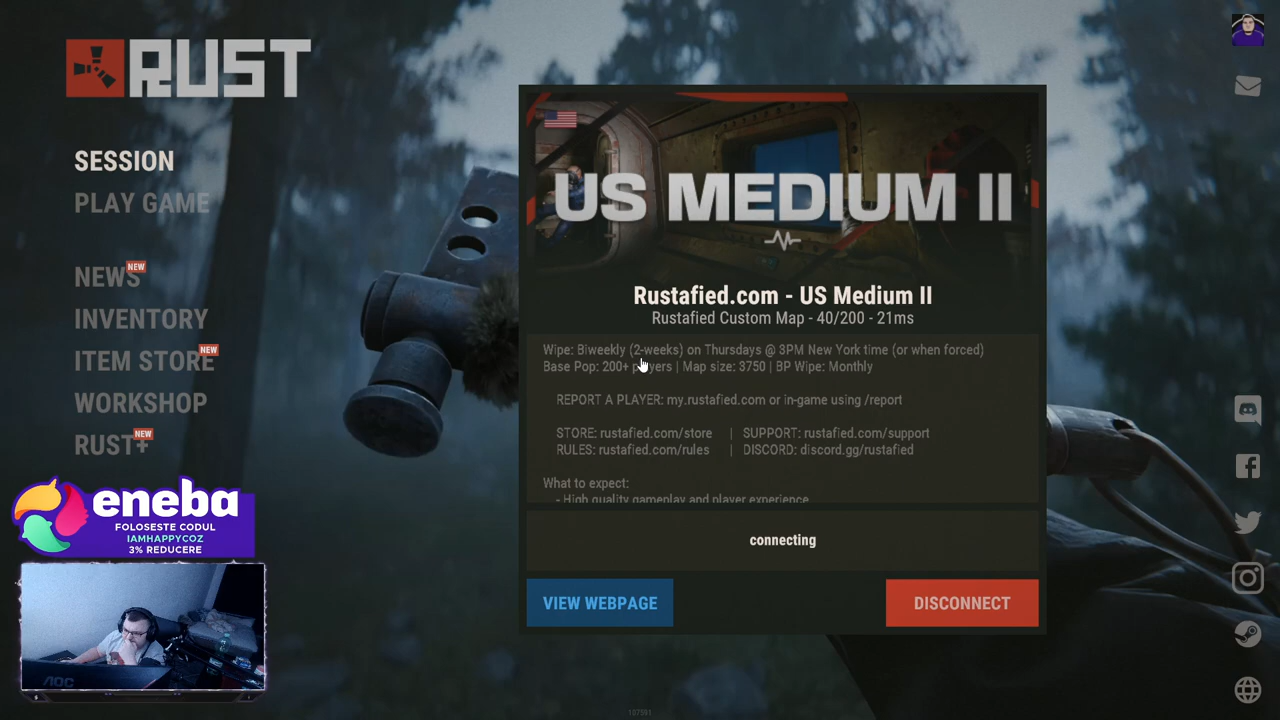 RUST
SESSION
PLAY GAME
NEWS
NEW
INVENTORY
ITEM STORE
NEW
WORKSHOP
RUST+
NEW
eneba
FOLOSESTE CODUL
IAMHAPPYCOZ
3% REDUCERE
AOC
US MEDIUM II
Rustafied.com - US Medium II
Rustafied Custom Map - 40/200 - 21ms
Wipe: Biweekly (2-weeks) on Thursdays @ 3PM New York time (or when forced)
Base Pop: 200+ players | Map size: 3750 | BP Wipe: Monthly
REPORT A PLAYER: my.rustafied.com or in-game using /report
STORE: rustafied.com/store | SUPPORT: rustafied.com/support
RULES: rustafied.com/rules | DISCORD: discord.gg/rustafied
What to expect:
- High quality gameplay and player experience
connecting
VIEW WEBPAGE
DISCONNECT